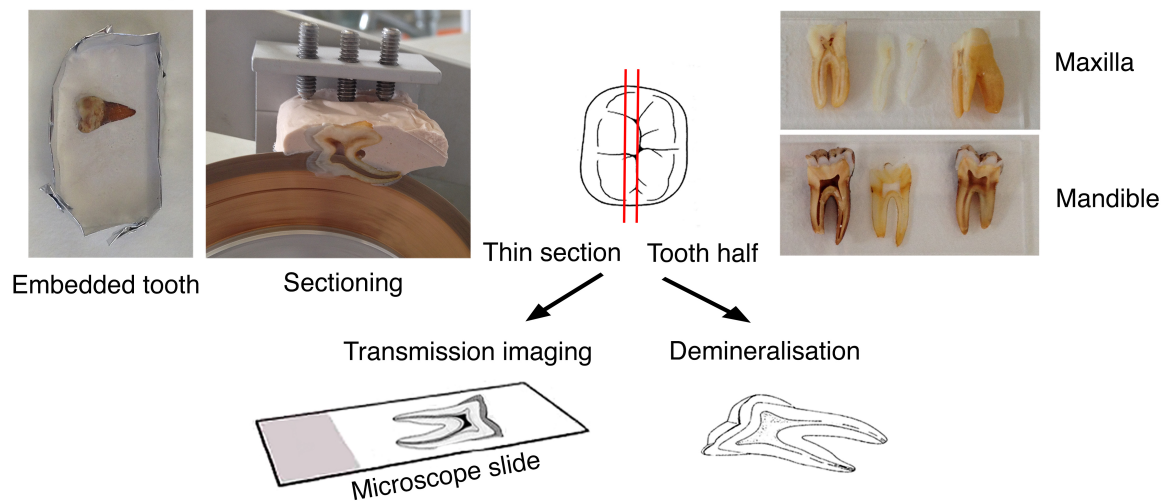 Embedded tooth
Sectioning
Thin section
Tooth half
Maxilla
Mandible
Transmission imaging
Demineralisation
Microscope slide